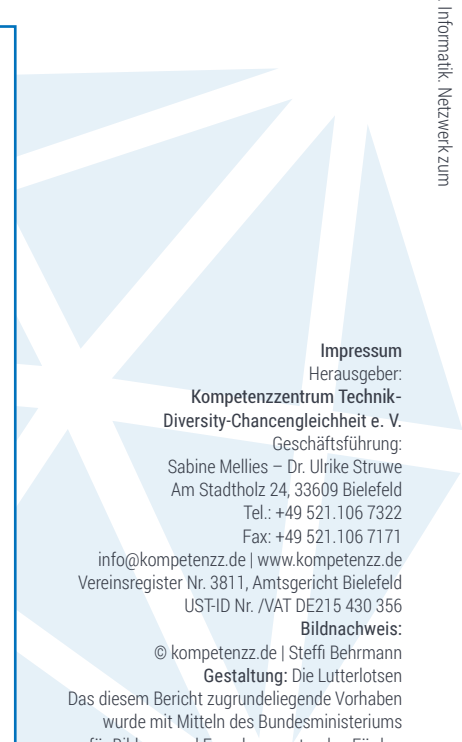 . Informatik. Netzwerk zum
Impressum
Herausgeber:
Kompetenzzentrum Technik-
Diversity-Chancengleichheit e. V.
Geschäftsführung:
Sabine Mellies – Dr. Ulrike Struwe
Am Stadtholz 24, 33609 Bielefeld
Tel.: +49 521.106 7322
Fax: +49 521.106 7171
info@kompetenzz.de | www.kompetenzz.de
Vereinsregister Nr. 3811, Amtsgericht Bielefeld
UST-ID Nr. /VAT DE215 430 356
Bildnachweis:
© kompetenzz.de | Steffi Behrmann
Gestaltung: Die Lutterlotsen
Das diesem Bericht zugrundeliegende Vorhaben
wurde mit Mitteln des Bundesministeriums